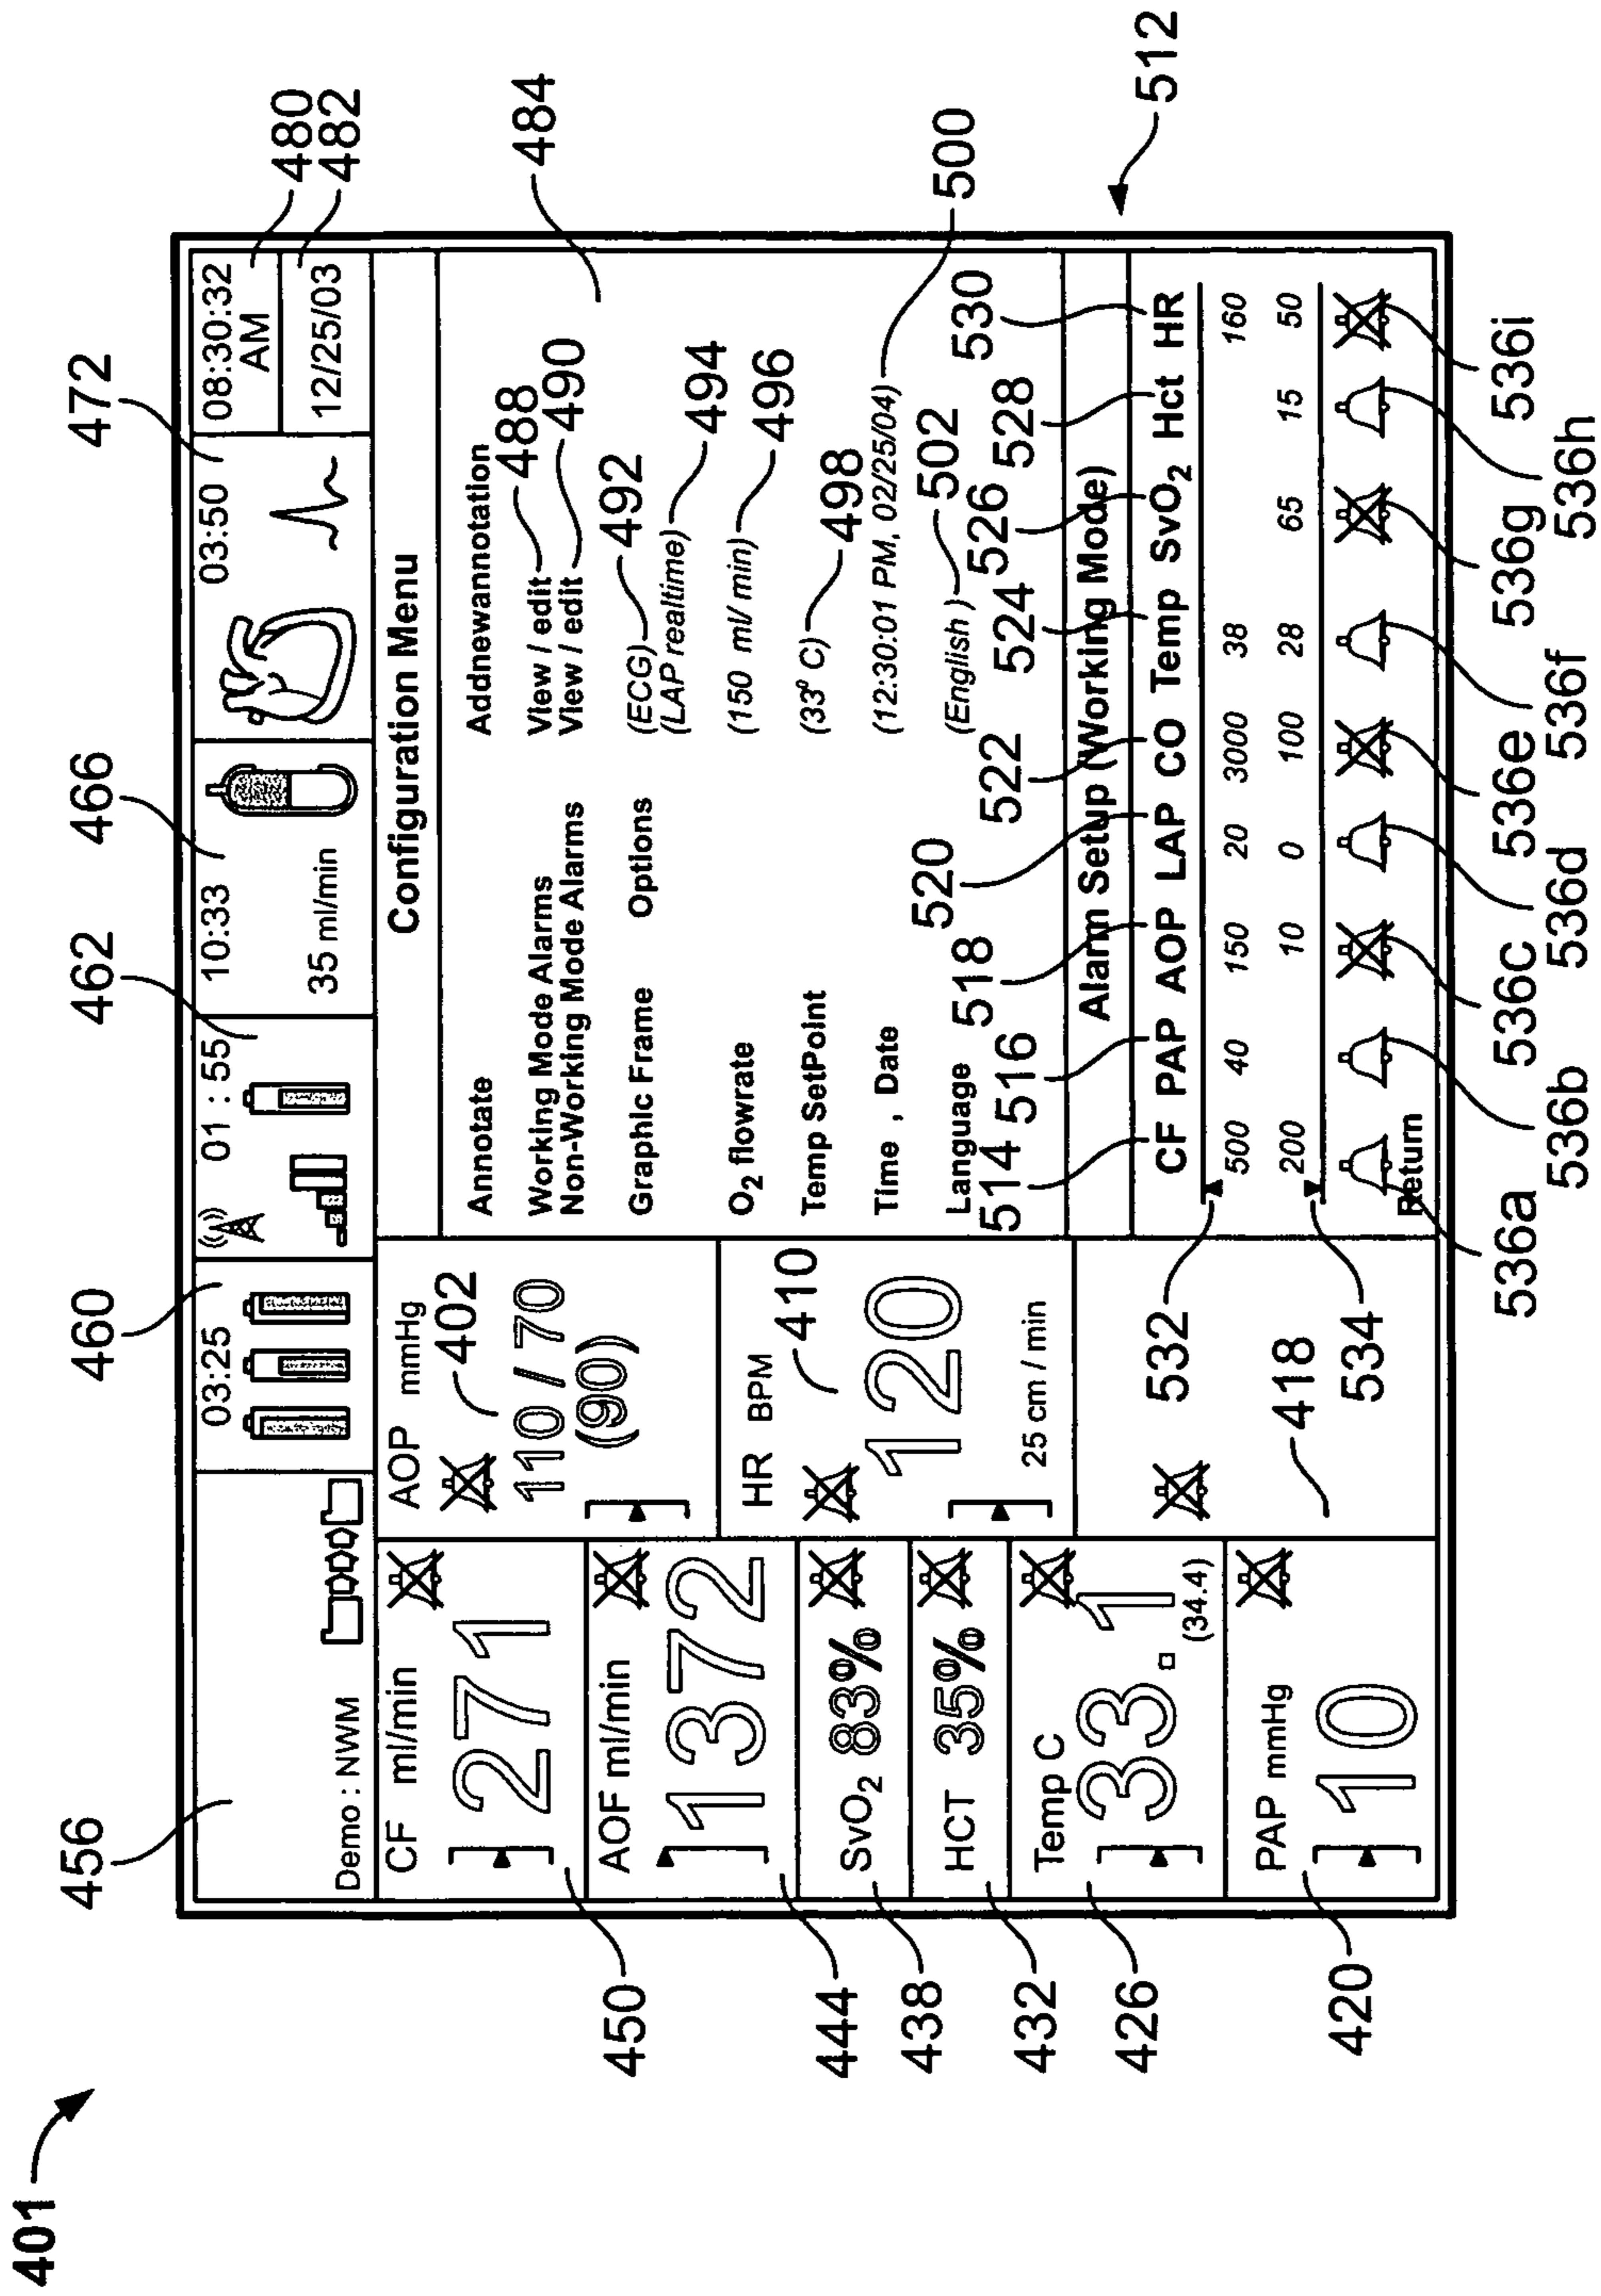 401
456
460
462
466
472
480
482
484
Demo : NWM
03:25
01 : 55
10:33
35 ml/min
03:50
08:30:32
AM
12/25/03
CF ml/min
271
AOF ml/min
1372
SvO2 83%
HCT 35%
Temp C
33.1
(34.4)
PAP mmHg
10
AOP mmHg
402
110 / 70
(90)
HR BPM
410
120
25 cm / min
Configuration Menu
Annotate Addnewannotation
Working Mode Alarms View / edit 488
Non-Working Mode Alarms View / edit 490
Graphic Frame Options (ECG) 492
(LAP realtime) 494
O2 flowrate (150 ml/ min) 496
Temp SetPoint (33⁰ C) 498
Time , Date (12:30:01 PM, 02/25/04) 500
Language (English ) 502
514 516 518 520 522 524 526 528 530
Alarm Setup (Working Mode)
512
CF PAP AOP LAP CO Temp SvO2 Hct HR
500 40 150 20 3000 38 160
200 10 0 100 28 65 15 50
Return
532
534
418
450
444
438
432
426
420
536a
536b
536c
536d
536e
536f
536g
536h
536i